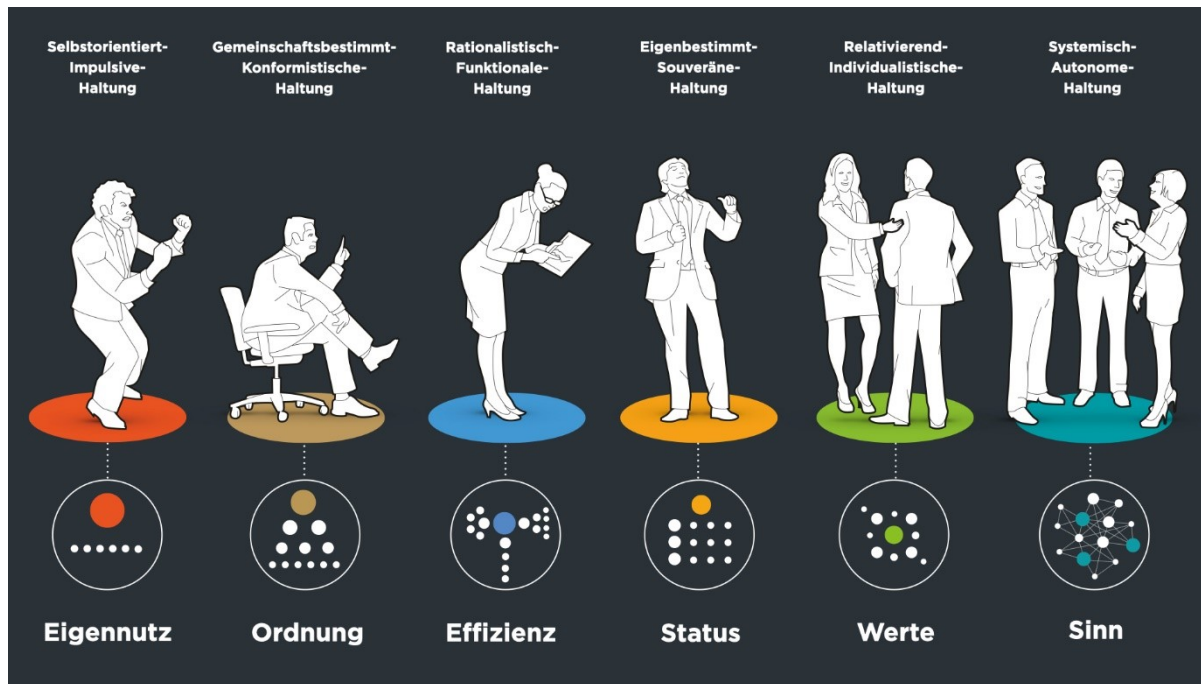 Selbstorientiert-
Impulsive-
Haltung
Gemeinschaftsbestimmt-
Konformistische-
Haltung
Rationalistisch-
Funktionale-
Haltung
Eigenbestimmt-
Souveräne-
Haltung
Relativierend-
Individualistische-
Haltung
Systemisch-
Autonome-
Haltung
Eigennutz
Ordnung
Effizienz
Status
Werte
Sinn